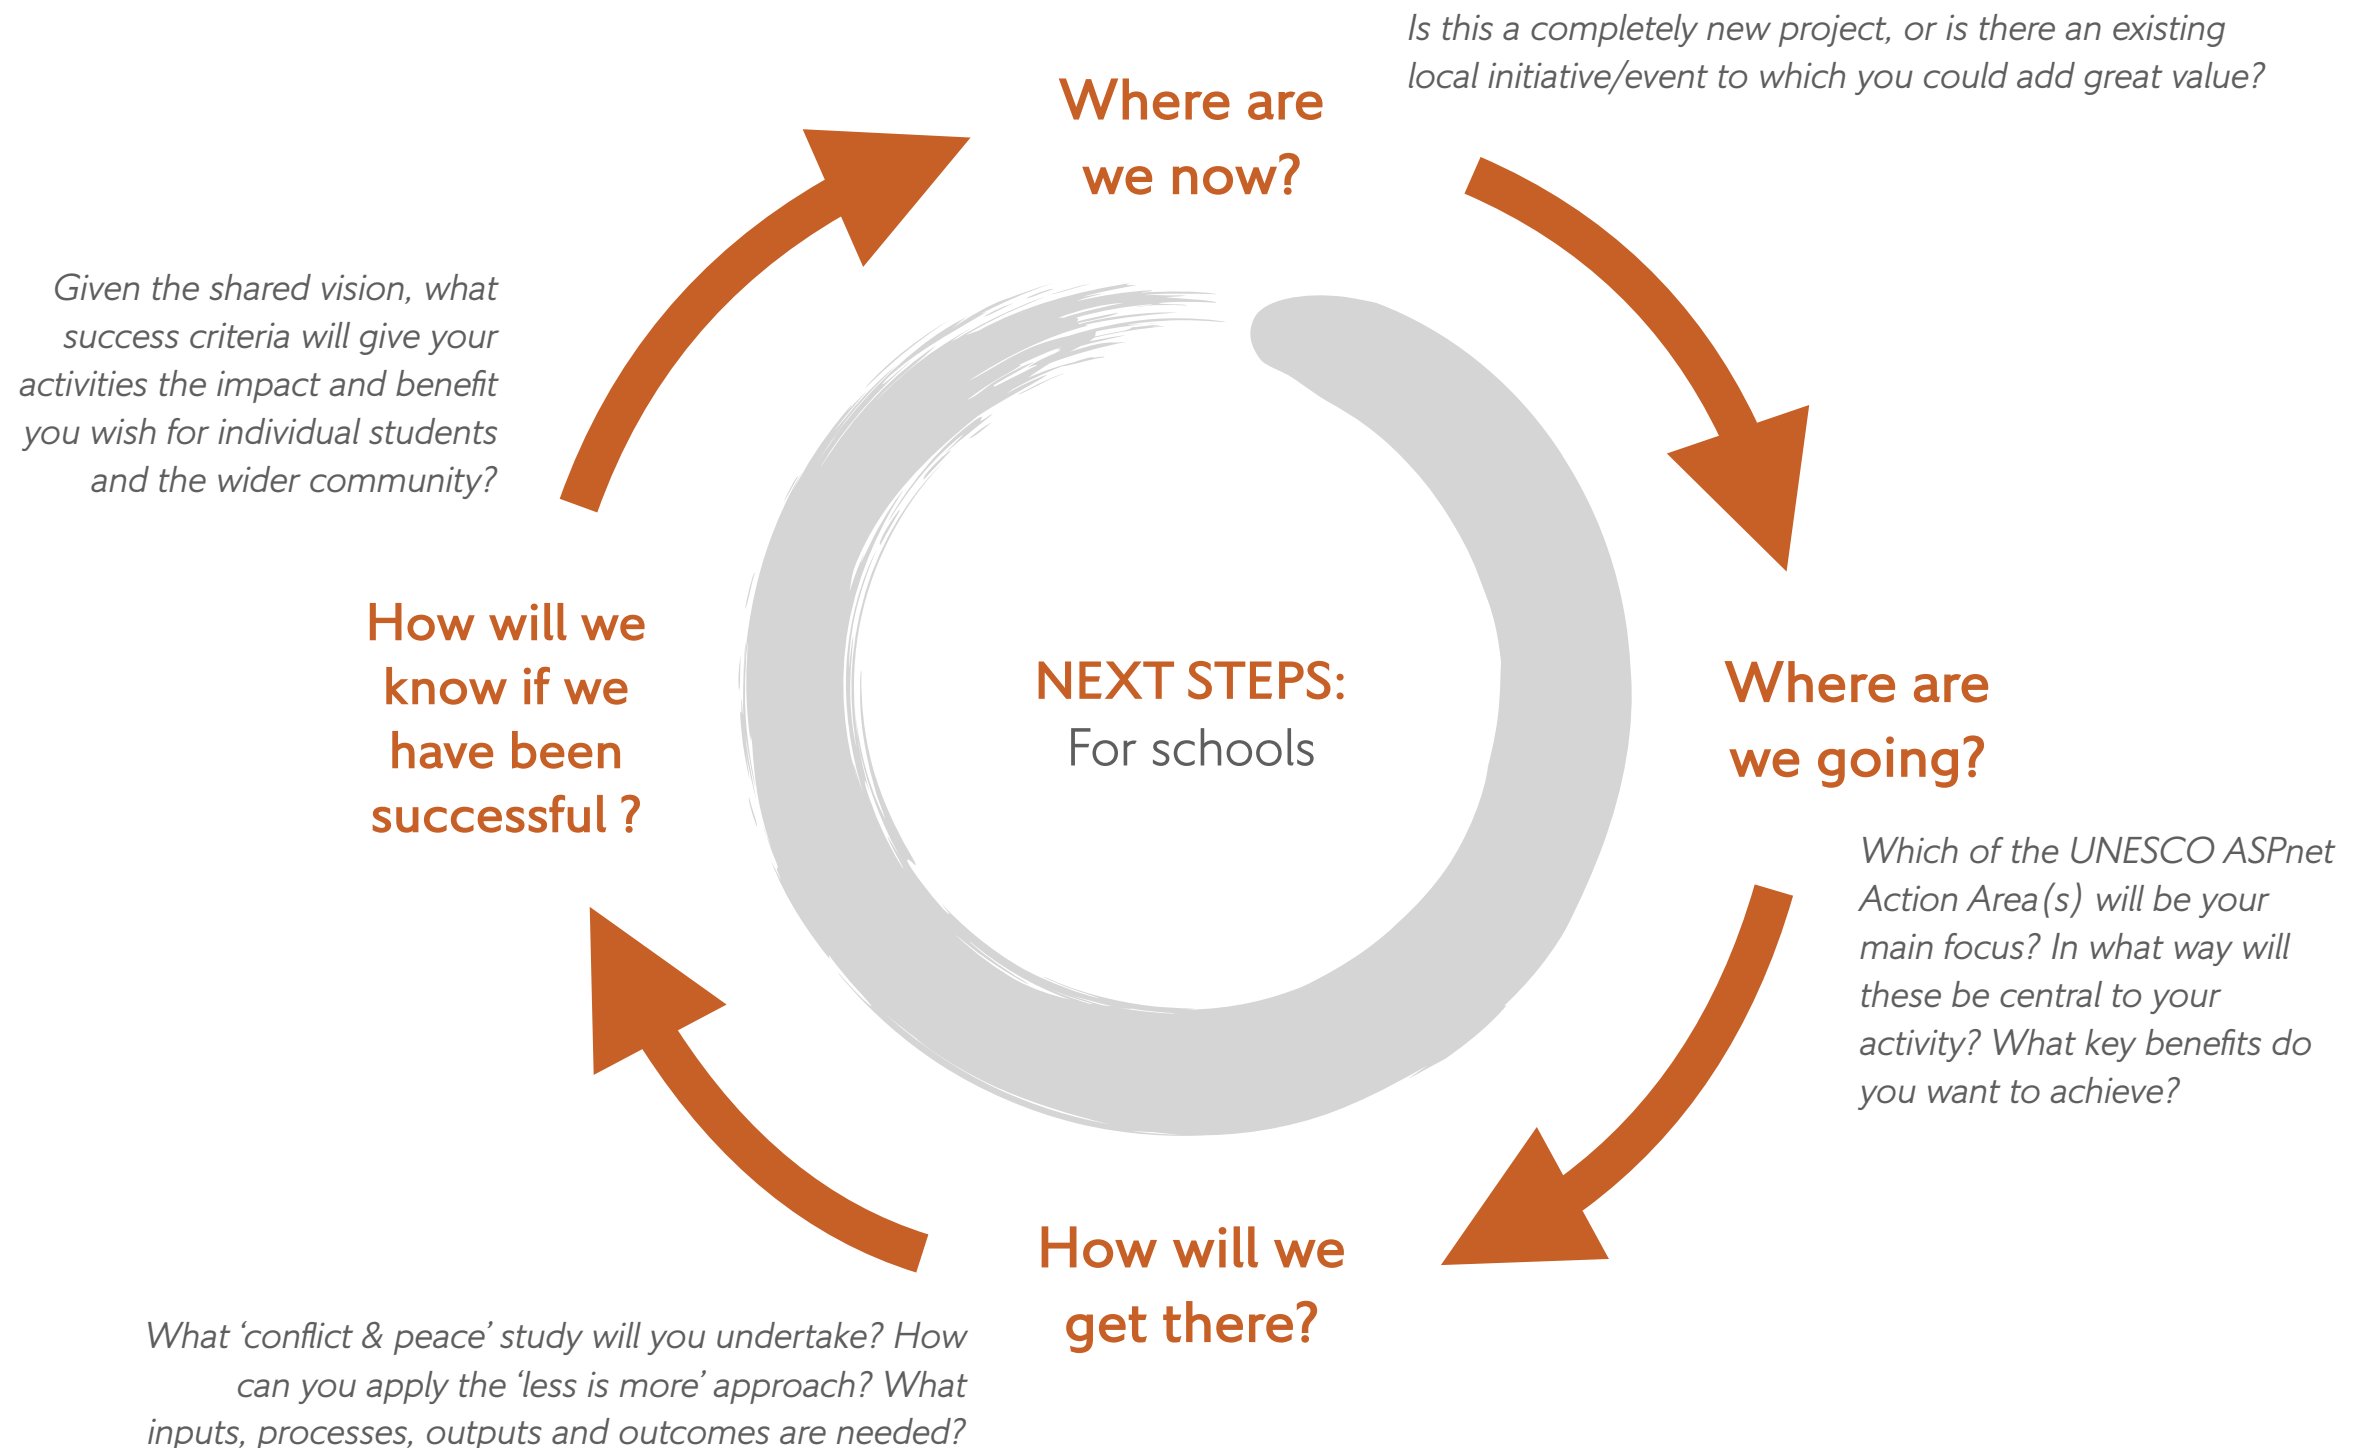 Is this a completely new project, or is there an existing
local initiative/event to which you could add great value?
Where are
we now?
Given the shared vision, what
success criteria will give your
activities the impact and benefit
you wish for individual students
and the wider community?
How will we
know if we
have been
successful ?
NEXT STEPS:
For schools
Where are
we going?
Which of the UNESCO ASPnet
Action Area(s) will be your
main focus? In what way will
these be central to your
activity? What key benefits do
you want to achieve?
How will we
get there?
What ‘conflict & peace’ study will you undertake? How
can you apply the ‘less is more’ approach? What
inputs, processes, outputs and outcomes are needed?